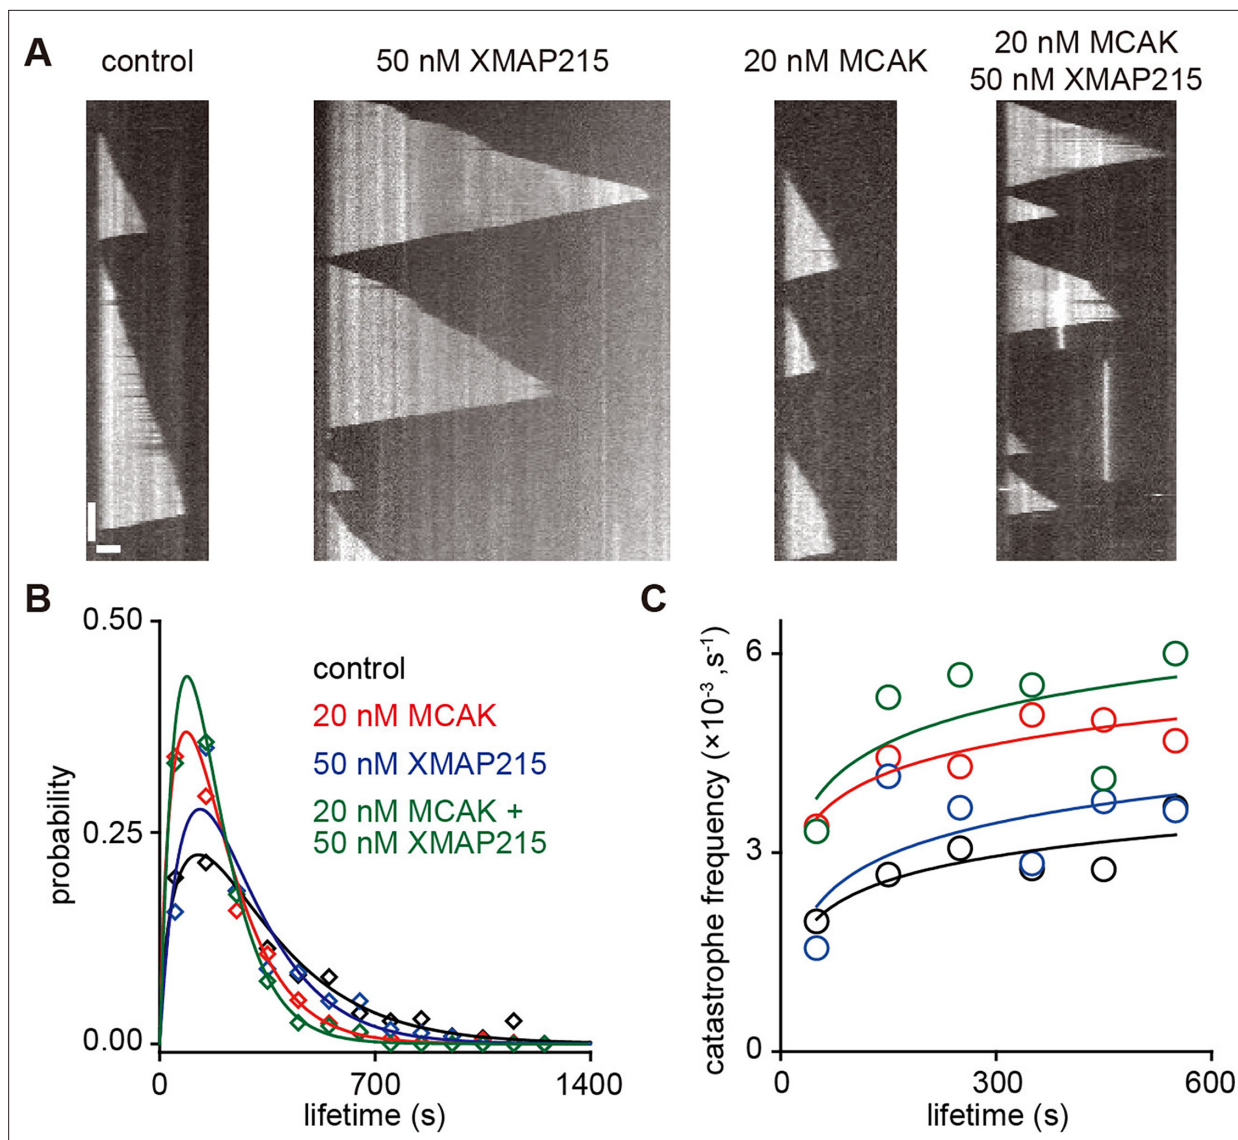 A
control
50 nM XMAP215
20 nM MCAK
20 nM MCAK
50 nM XMAP215
B
0.50
0.25
0.00
probability
control
20 nM MCAK
50 nM XMAP215
20 nM MCAK +
50 nM XMAP215
0
700
1400
lifetime (s)
C
6
3
0
catastrophe frequency (×10⁻³ ,s⁻¹)
0
300
600
lifetime (s)